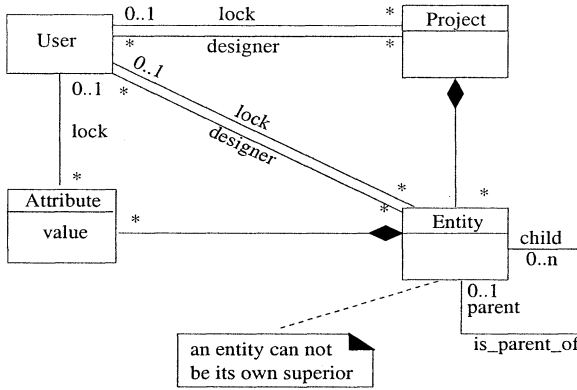 0..1 lock *
Project
User
* designer *
0..1
0..1 *
lock
designer
lock
*
*
*
*
Attribute
value
*
Entity
child
0..n
0..1
parent
is_parent_of
an entity can not
be its own superior